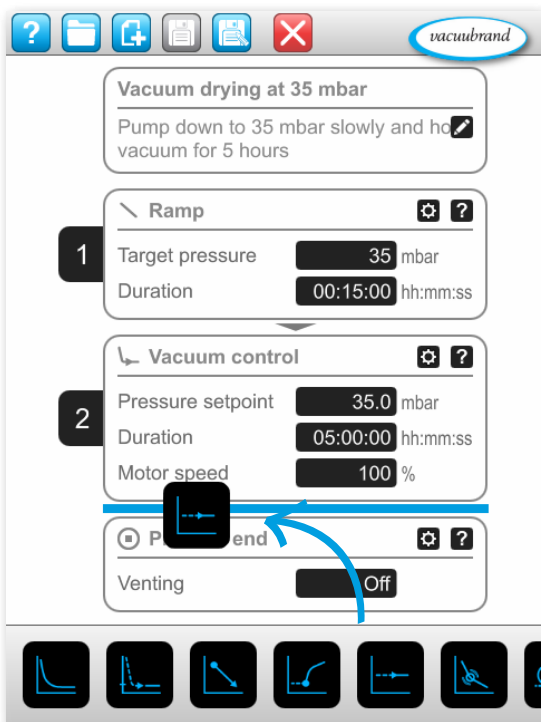 ?
vacuubrand
Vacuum drying at 35 mbar
Pump down to 35 mbar slowly and ho
vacuum for 5 hours
Ramp ?
1
Target pressure 35 mbar
Duration 00:15:00 hh:mm:ss
Vacuum control ?
2
Pressure setpoint 35.0 mbar
Duration 05:00:00 hh:mm:ss
Motor speed 100 %
P end ?
Venting Off